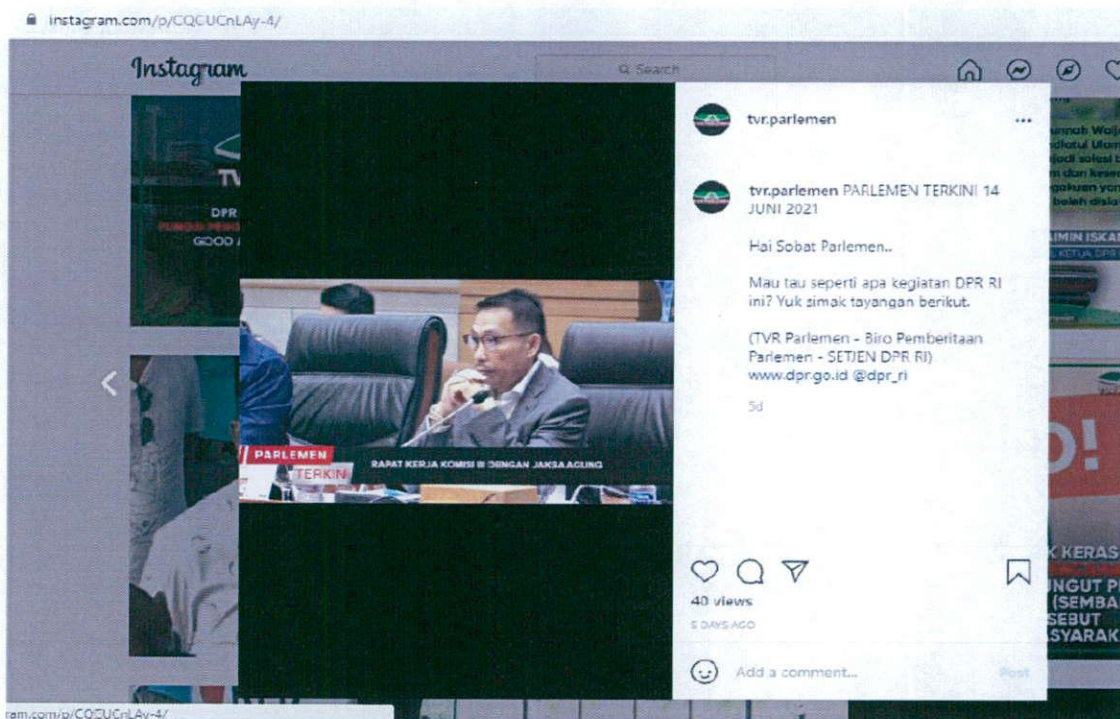 instagram.com/p/CQCUCnLAy-4/
Instagram
Search
tvr.parlemen
tvr.parlemen PARLEMEN TERKINI 14
JUNI 2021
Hai Sobat Parlemen..
Mau tau seperti apa kegiatan DPR RI
ini? Yuk simak tayangan berikut.
(TVR Parlemen - Biro Pemberitaan
Parlemen - SETJEN DPR RI)
www.dpr.go.id @dpr_ri
5d
PARLEMEN
TERKINI
RAPAT KERJA KOMISI III DENGAN JAKSA AGUNG
40 views
5 DAYS AGO
Add a comment...
Post
TV
DPR
GOOD
O!
K KERAS
NGUT P
(SEMBA
SEBUT
SYARAK
ram.com/p/CQCUCnLAy-4/